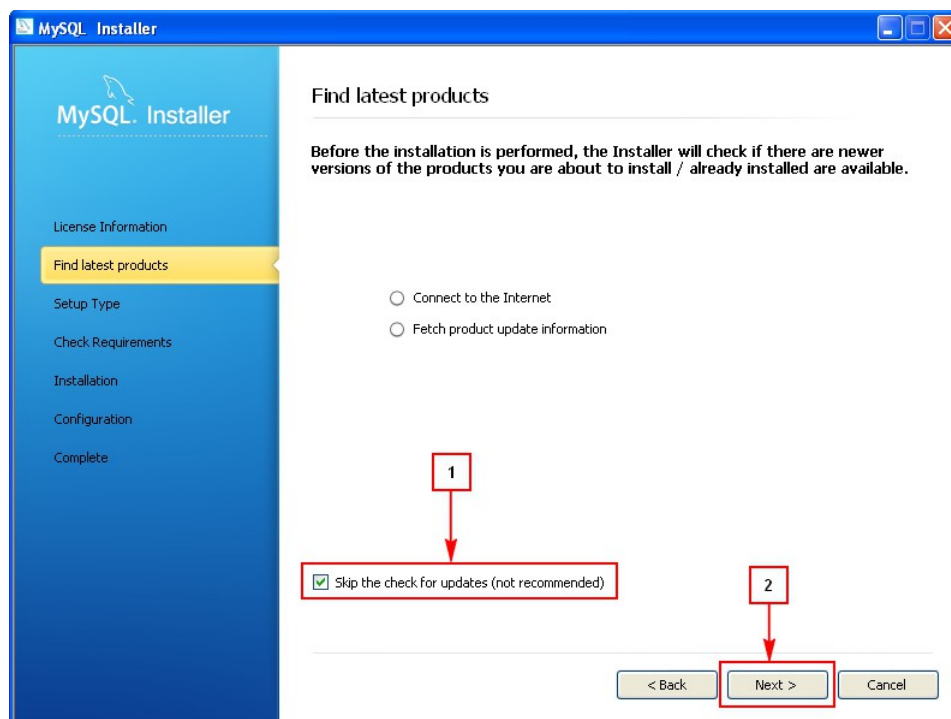 MySQL Installer
MySQL. Installer
License Information
Find latest products
Setup Type
Check Requirements
Installation
Configuration
Complete
Find latest products
Before the installation is performed, the Installer will check if there are newer
versions of the products you are about to install / already installed are available.
Connect to the Internet
Fetch product update information
1
Skip the check for updates (not recommended)
2
< Back
Next >
Cancel